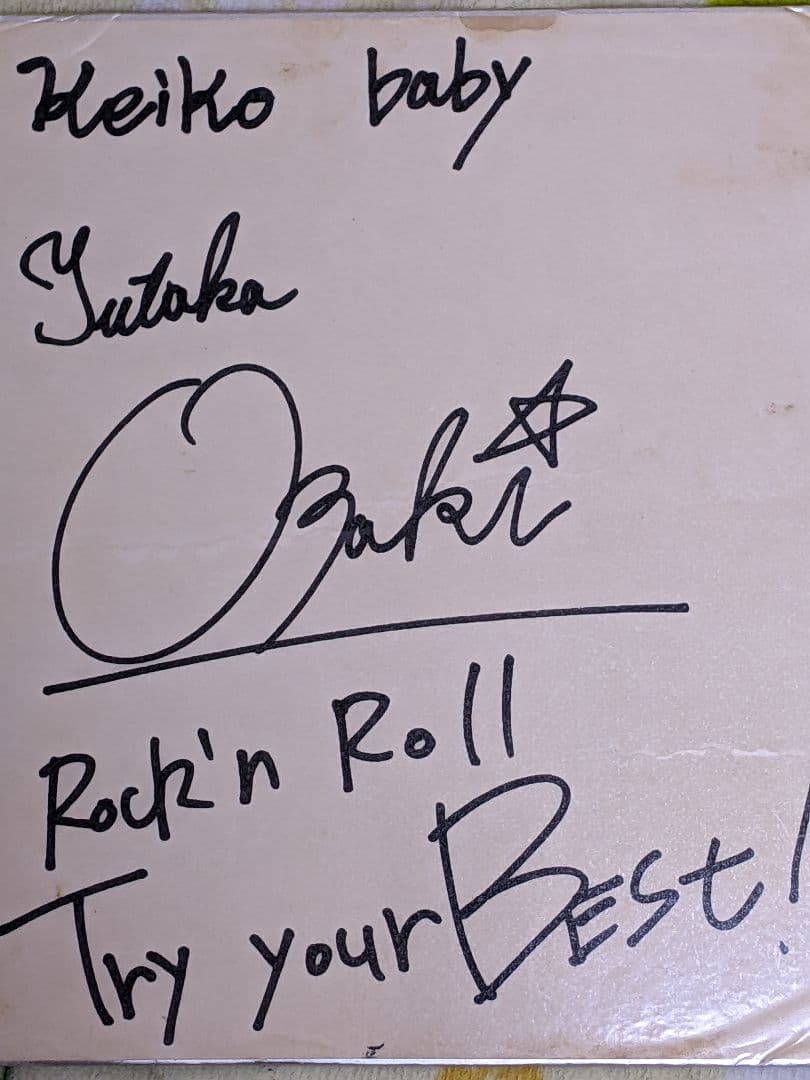 Keiko baby
Yutaka
Ozaki
Rock'n Roll
Try your BESt!